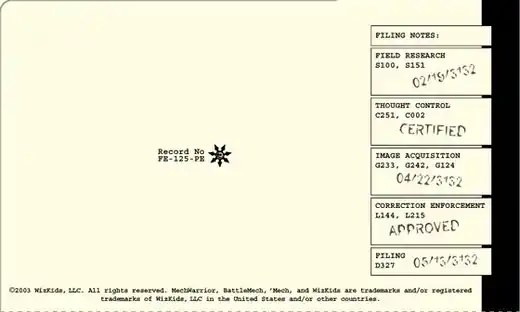 FILING NOTES:
FIELD RESEARCH
S100, S151
02/19/3132
THOUGHT CONTROL
C251, C002
CERTIFIED
Record No
FE-125-PE
IMAGE ACQUISITION
G233, G242, G124
04/22/3132
CORRECTION ENFORCEMENT
L144, L215
APPROVED
FILING
D327
05/13/3132
©2003 WizKids, LLC. All rights reserved. MechWarrior, BattleMech, 'Mech, and WizKids are trademarks and/or registered
trademarks of WizKids, LLC in the United States and/or other countries.